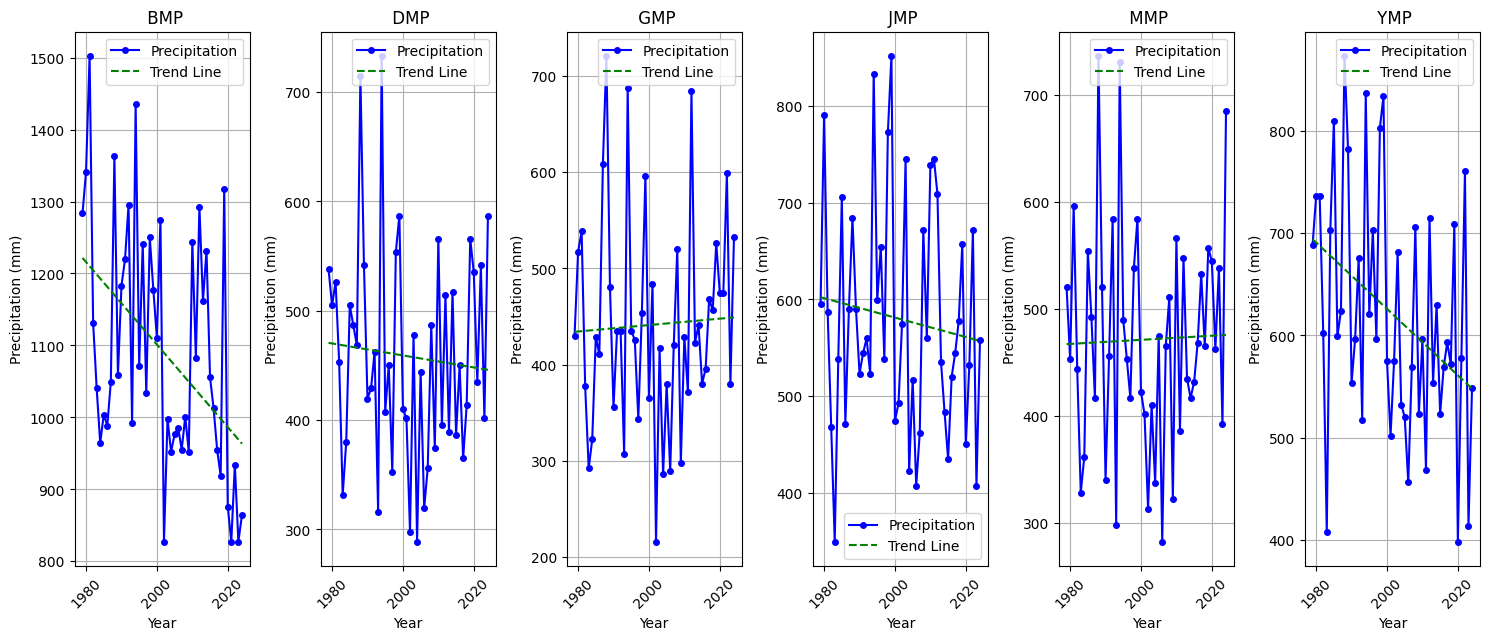 BMP
Precipitation
Trend Line
1500
1400
1300
1200
1100
1000
900
800
Precipitation (mm)
1980
2000
2020
Year
DMP
Precipitation
Trend Line
700
600
500
400
300
Precipitation (mm)
1980
2000
2020
Year
GMP
Precipitation
Trend Line
700
600
500
400
300
200
Precipitation (mm)
1980
2000
2020
Year
JMP
800
700
600
500
400
Precipitation (mm)
Precipitation
Trend Line
1980
2000
2020
Year
MMP
Precipitation
Trend Line
700
600
500
400
300
Precipitation (mm)
1980
2000
2020
Year
YMP
Precipitation
Trend Line
800
700
600
500
400
Precipitation (mm)
1980
2000
2020
Year